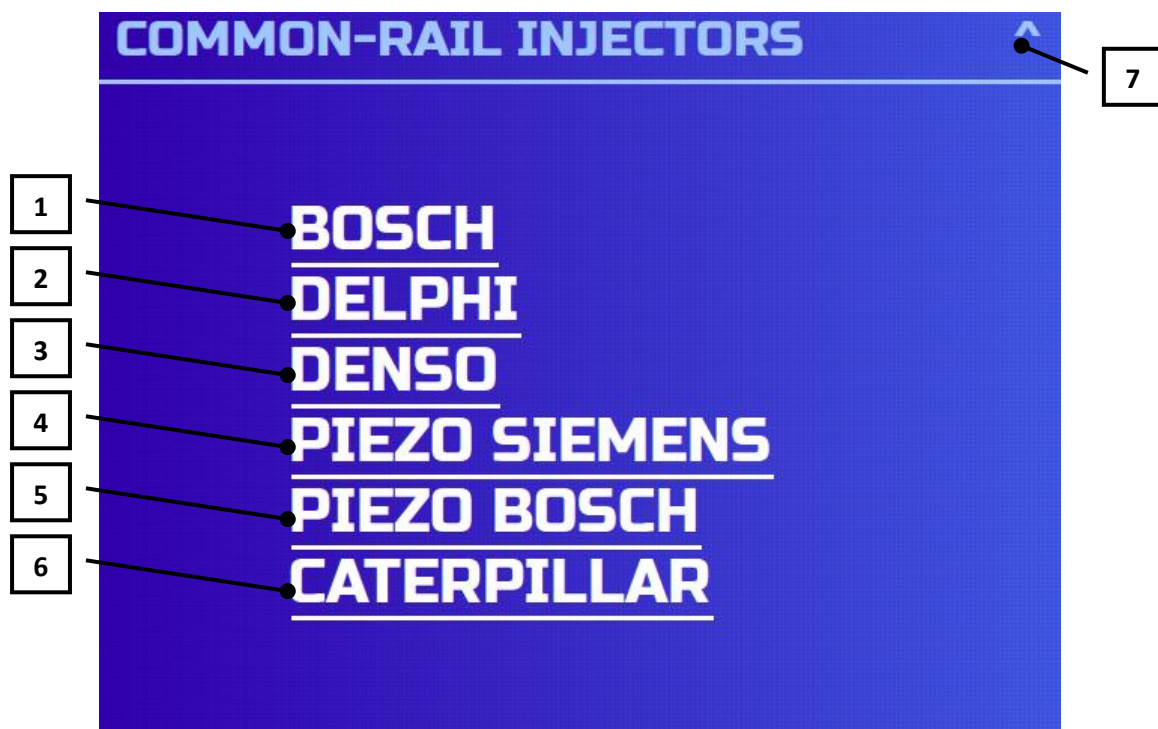 COMMON-RAIL INJECTORS ^
7
1 BOSCH
2 DELPHI
3 DENSO
4 PIEZO SIEMENS
5 PIEZO BOSCH
6 CATERPILLAR